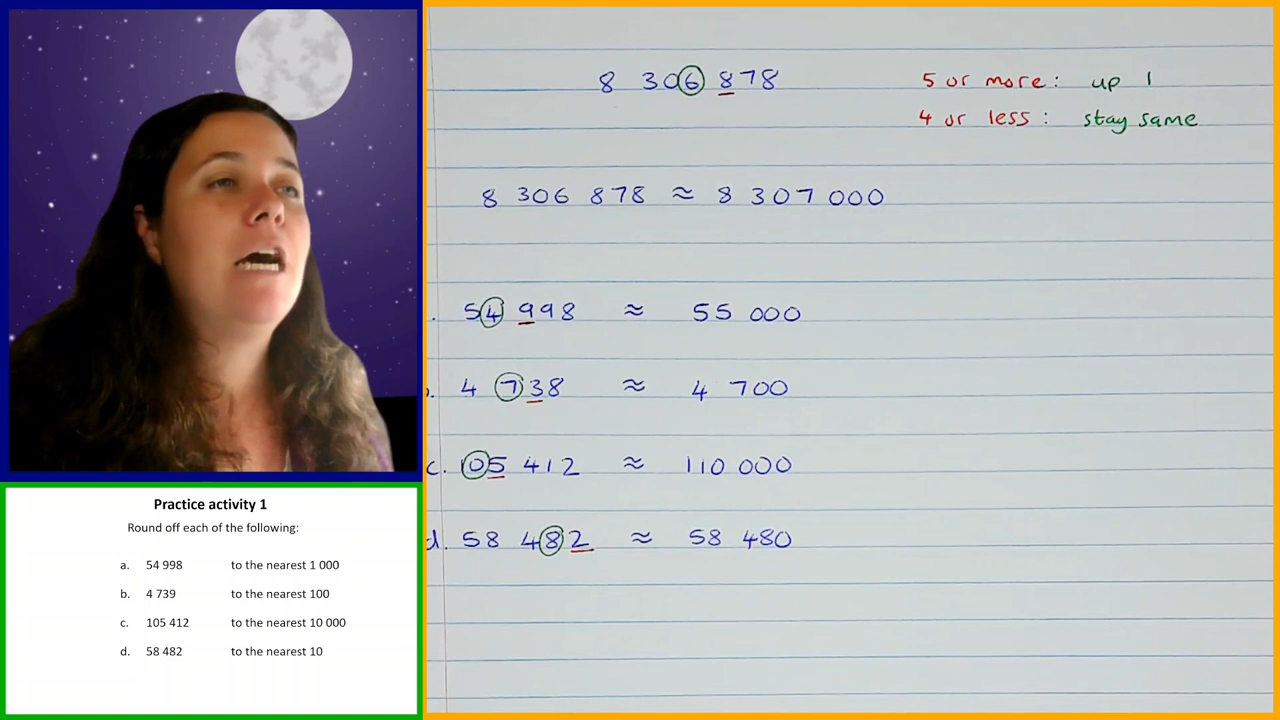 8 306 878
5 or more: up 1
4 or less: stay same
8 306 878 ≈ 8 307 000
. 54 998 ≈ 55 000
. 4 738 ≈ 4 700
c. 05 412 ≈ 110 000
d. 58 482 ≈ 58 480
Practice activity 1
Round off each of the following:
a. 54 998 to the nearest 1 000
b. 4 739 to the nearest 100
c. 105 412 to the nearest 10 000
d. 58 482 to the nearest 10